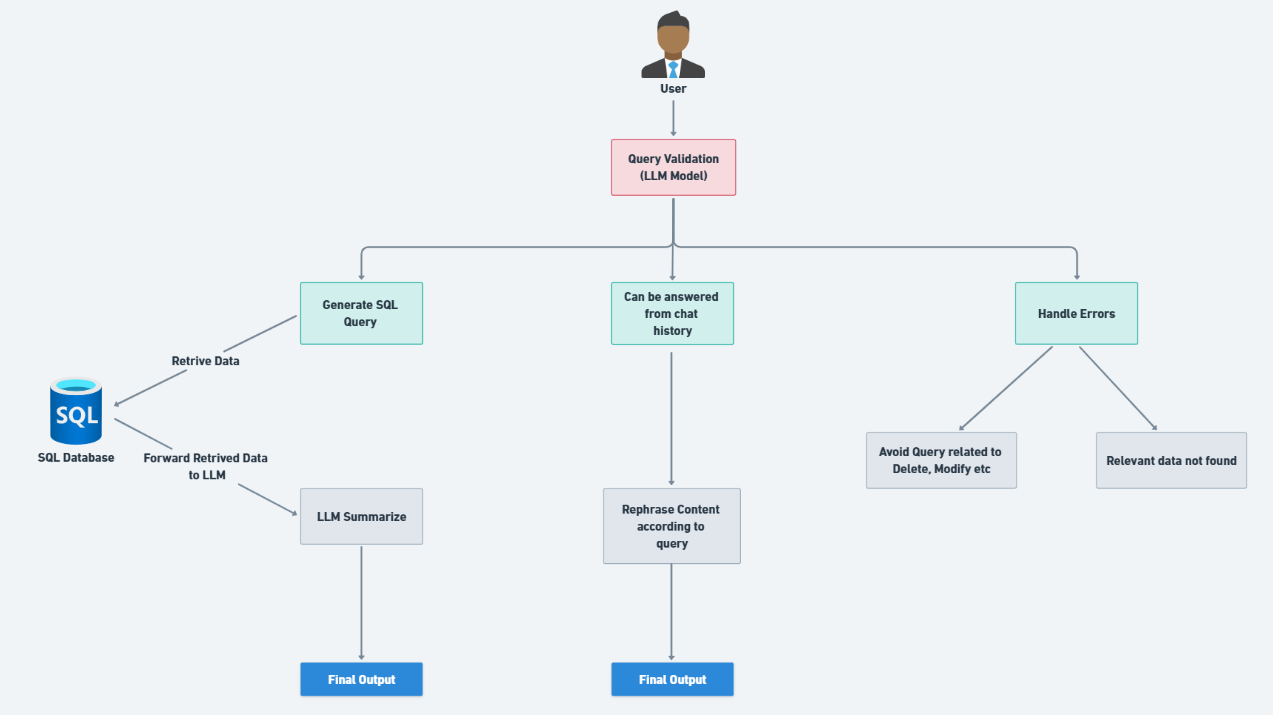 User
Query Validation
(LLM Model)
Generate SQL
Query
Can be answered
from chat
history
Handle Errors
Retrive Data
SQL
SQL Database
Forward Retrived Data
to LLM
Avoid Query related to
Delete, Modify etc
Relevant data not found
LLM Summarize
Rephrase Content
according to
query
Final Output
Final Output